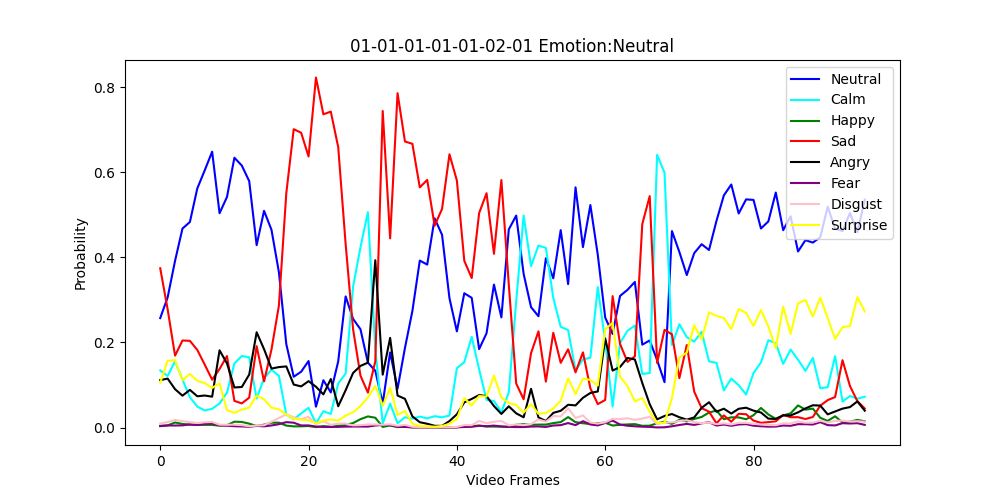 01-01-01-01-01-02-01 Emotion:Neutral
Probability
0.8
0.6
0.4
0.2
0.0
0
20
40
60
80
Video Frames
Neutral
Calm
Happy
Sad
Angry
Fear
Disgust
Surprise